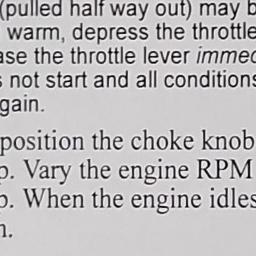 (pulled half way out) may b
warm, depress the throttle
ase the throttle lever immed
not start and all conditions
gain.
position the choke knob
p. Vary the engine RPM
p. When the engine idles
n.